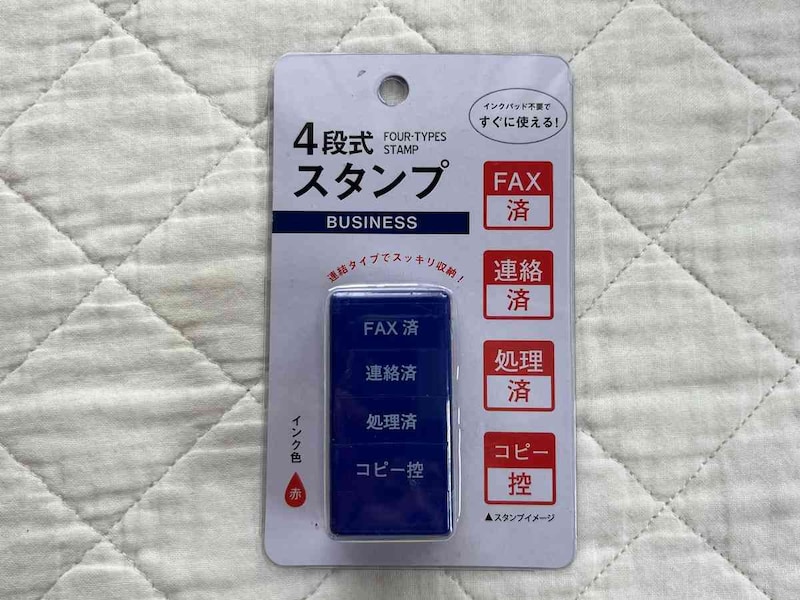 インクパッド不要で
すぐに使える!
4段式
FOUR-TYPES
STAMP
スタンプ
BUSINESS
連結タイプでスッキリ収納!
FAX 済
連絡済
処理済
コピー控
インク色
赤
FAX
済
連絡
済
処理
済
コピー
控
▲スタンプイメージ